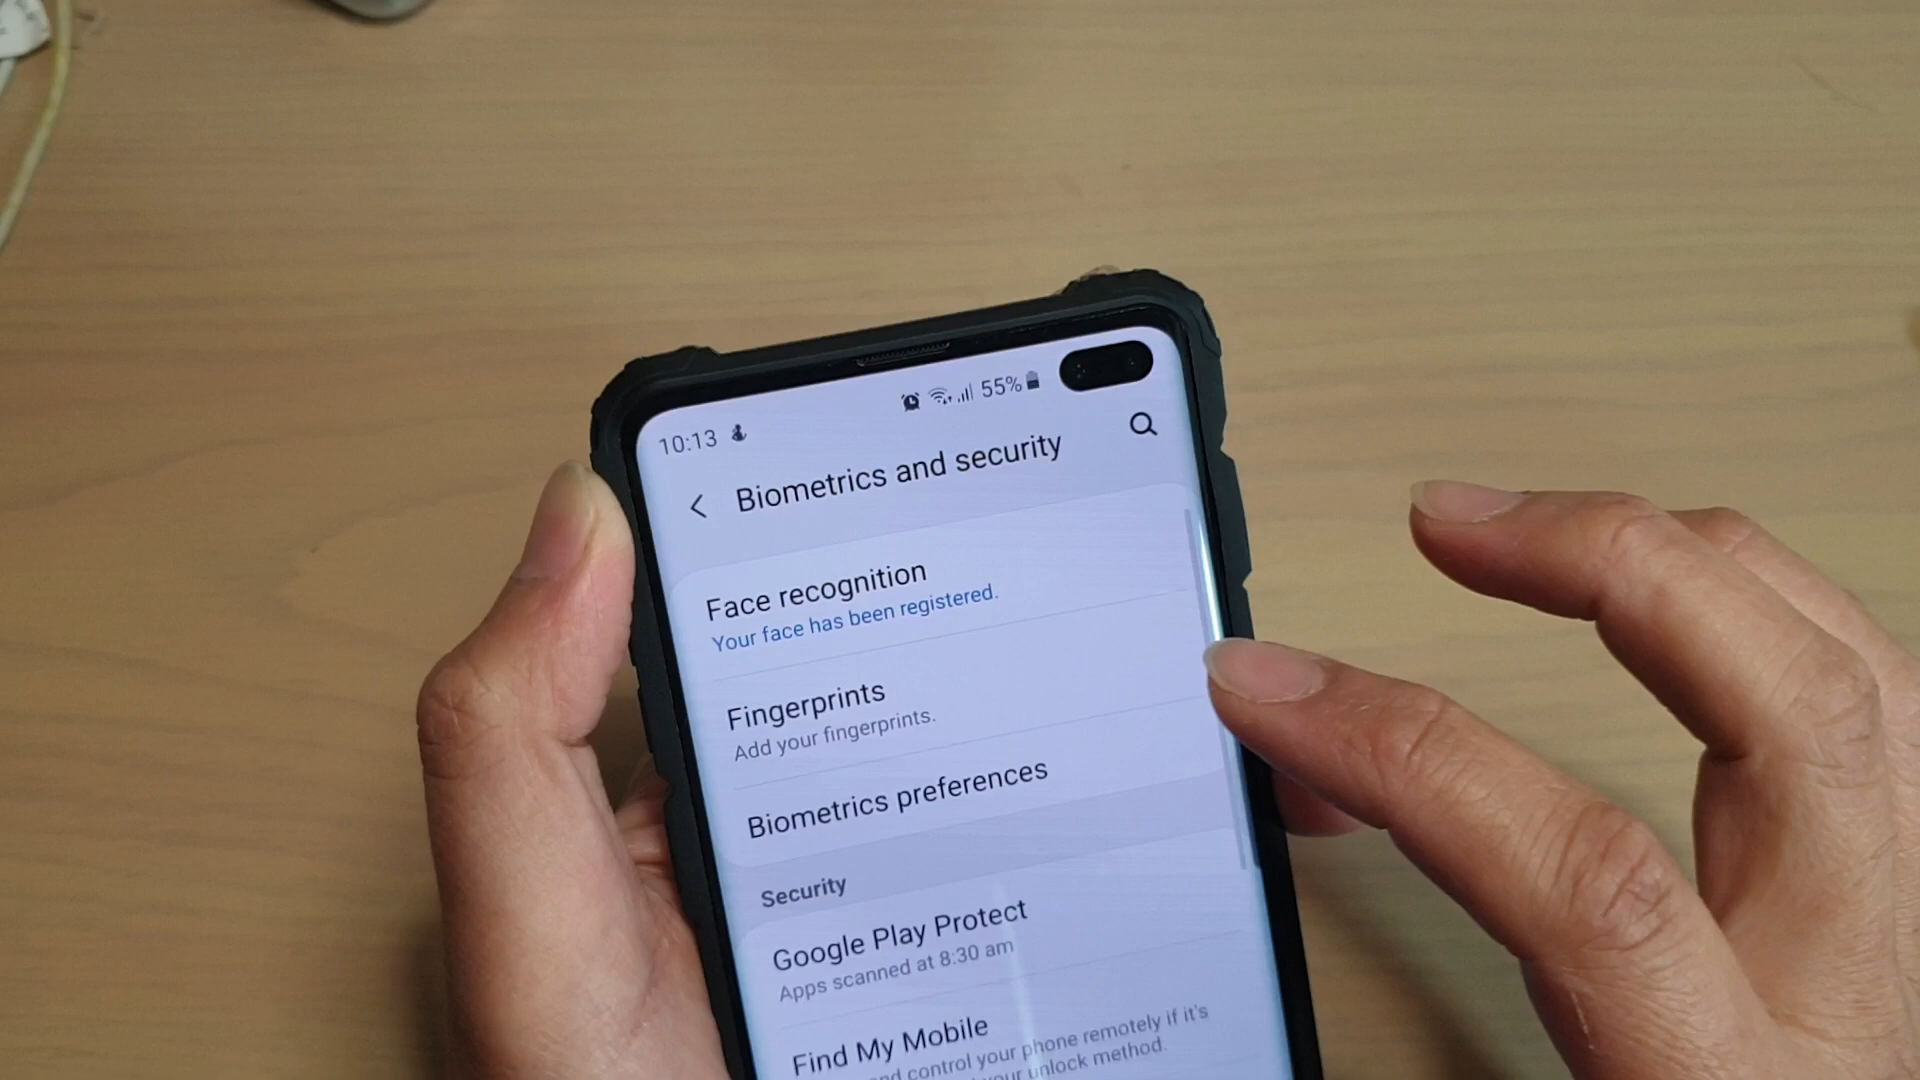 10:13 55%
Biometrics and security
Face recognition
Your face has been registered.
Fingerprints
Add your fingerprints.
Biometrics preferences
Security
Google Play Protect
Apps scanned at 8:30 am
Find My Mobile
control your phone remotely if it's
your unlock method.